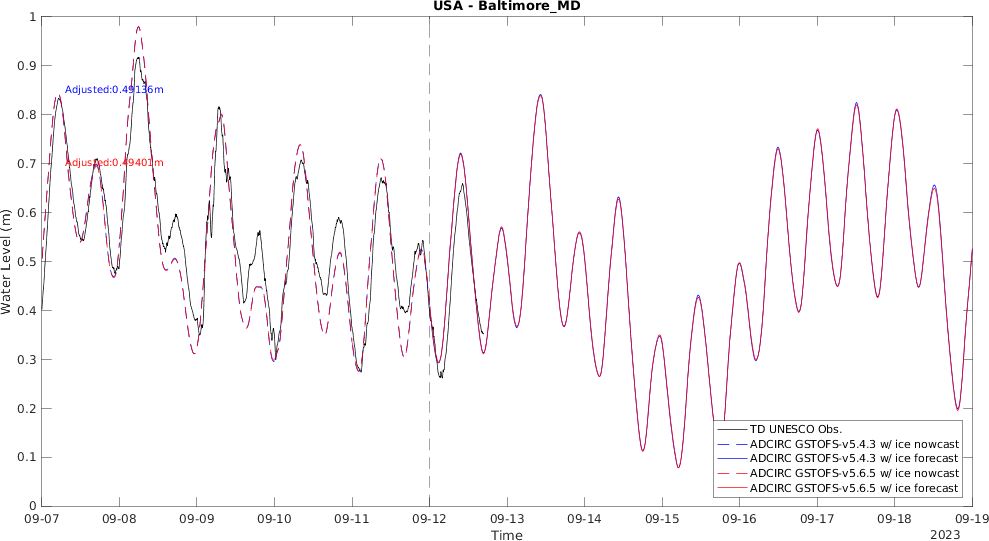 USA - Baltimore_MD
1
0.9
0.8
0.7
0.6
0.5
0.4
0.3
0.2
0.1
0
Water Level (m)
Adjusted:0.49136m
Adjusted:0.49401m
TD UNESCO Obs.
ADCIRC GSTOFS-v5.4.3 w/ ice nowcast
ADCIRC GSTOFS-v5.4.3 w/ ice forecast
ADCIRC GSTOFS-v5.6.5 w/ ice nowcast
ADCIRC GSTOFS-v5.6.5 w/ ice forecast
09-07 09-08 09-09 09-10 09-11 09-12 09-13 09-14 09-15 09-16 09-17 09-18 09-19
Time
2023